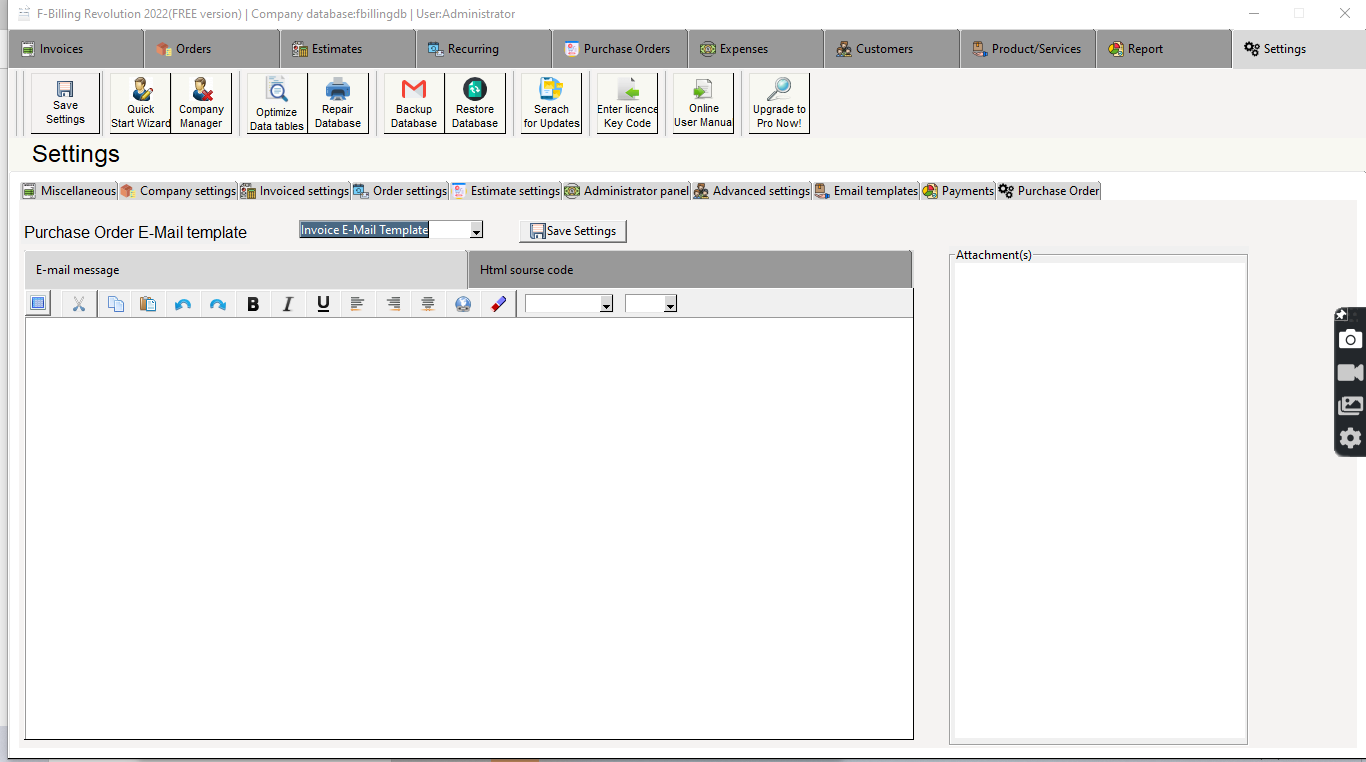 F-Billing Revolution 2022(FREE version) | Company database:fbillingdb | User:Administrator
Invoices Orders Estimates Recurring Purchase Orders Expenses Customers Product/Services Report Settings
Save Settings
Quick Start Wizard
Company Manager
Optimize Data tables
Repair Database
Backup Database
Restore Database
Serach for Updates
Enter licence Key Code
Online User Manua
Upgrade to Pro Now!
Settings
Miscellaneous Company settings Invoiced settings Order settings Estimate settings Administrator panel Advanced settings Email templates Payments Purchase Order
Purchase Order E-Mail template Invoice E-Mail Template Save Settings
E-mail message Html sourse code
Attachment(s)
B I U